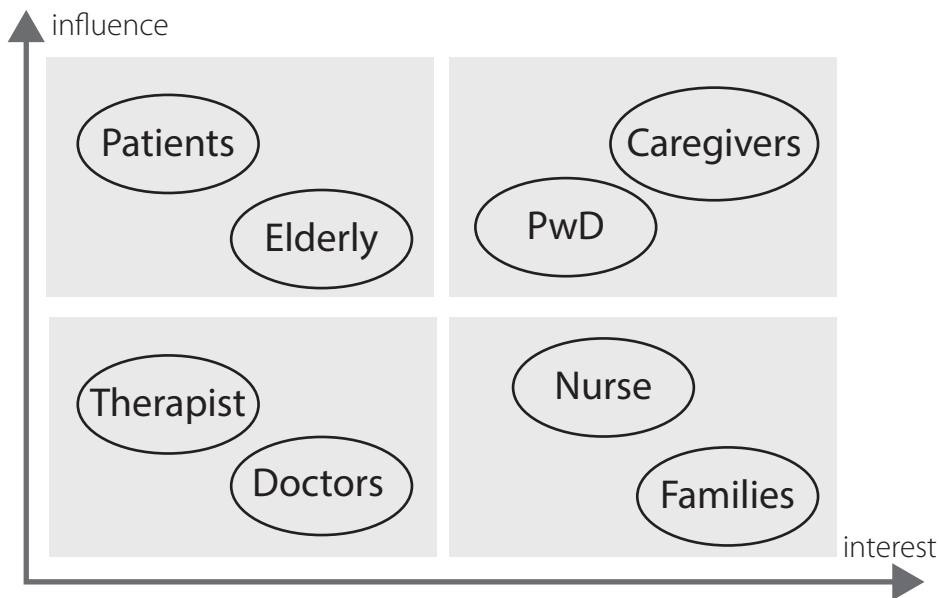 influence
Patients
Caregivers
Elderly
PwD
Therapist
Nurse
Doctors
Families
interest